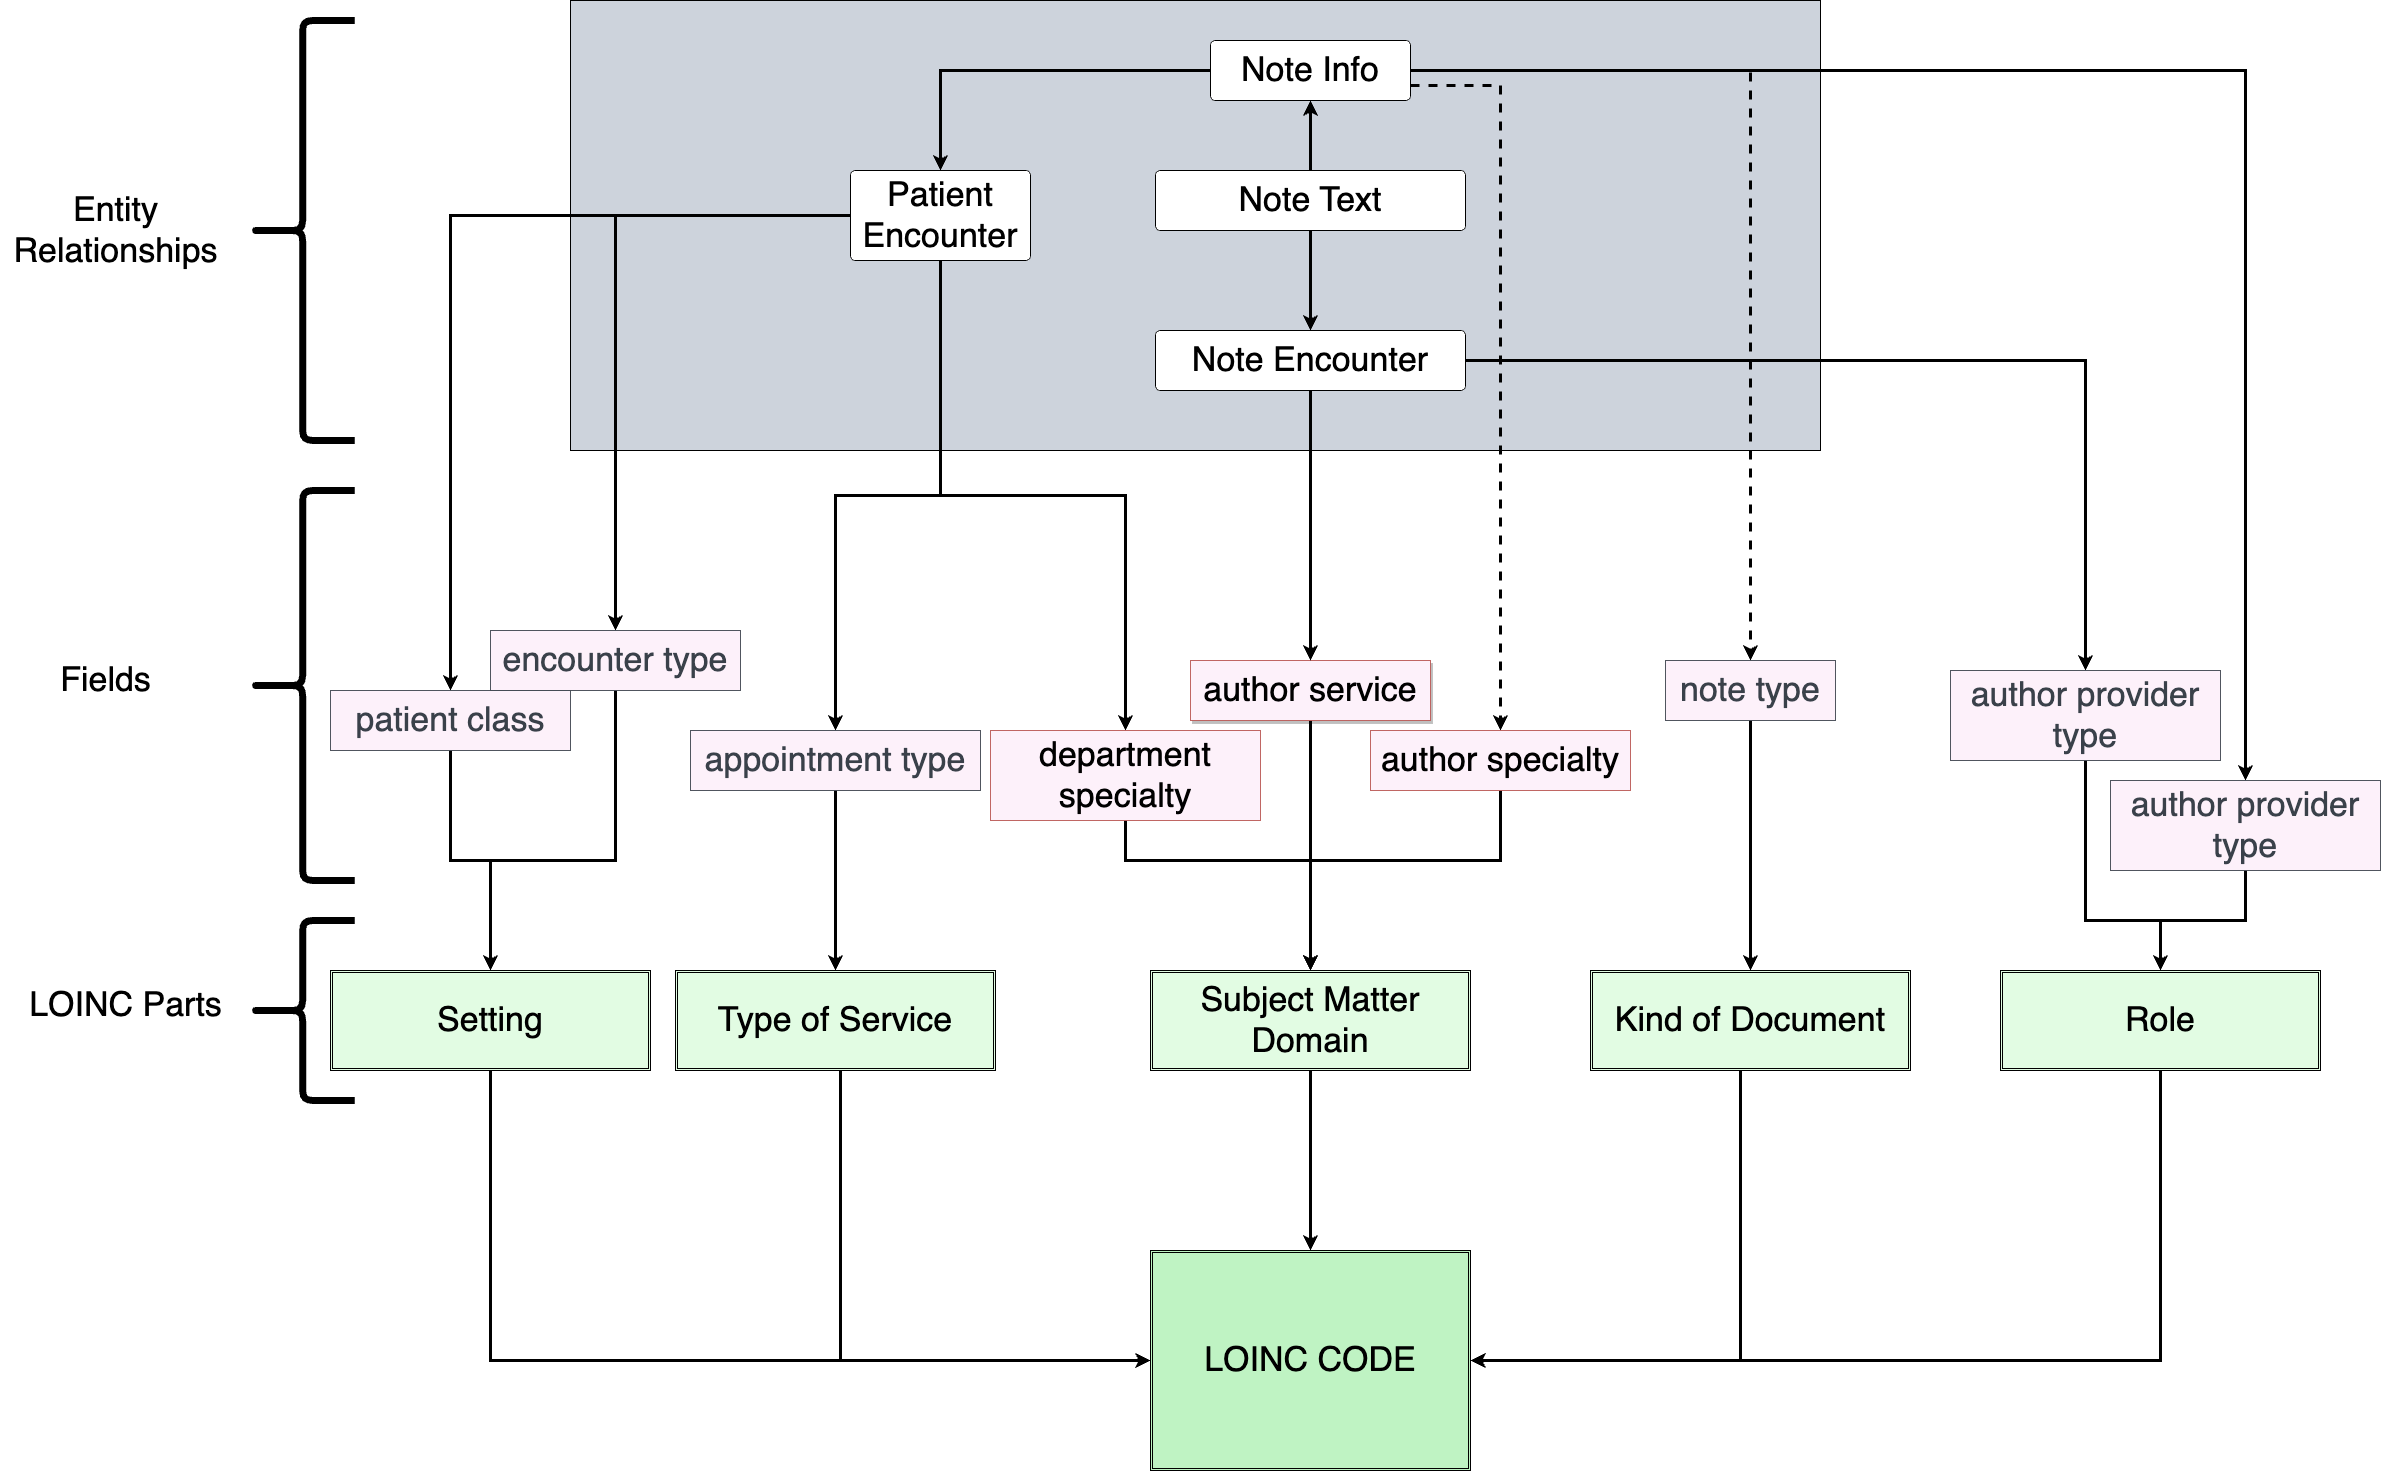 Note Info
Patient
Encounter
Note Text
Entity
Relationships
Note Encounter
Fields
encounter type
patient class
appointment type
department
specialty
author service
author specialty
note type
author provider
type
author provider
type
LOINC Parts
Setting
Type of Service
Subject Matter
Domain
Kind of Document
Role
LOINC CODE